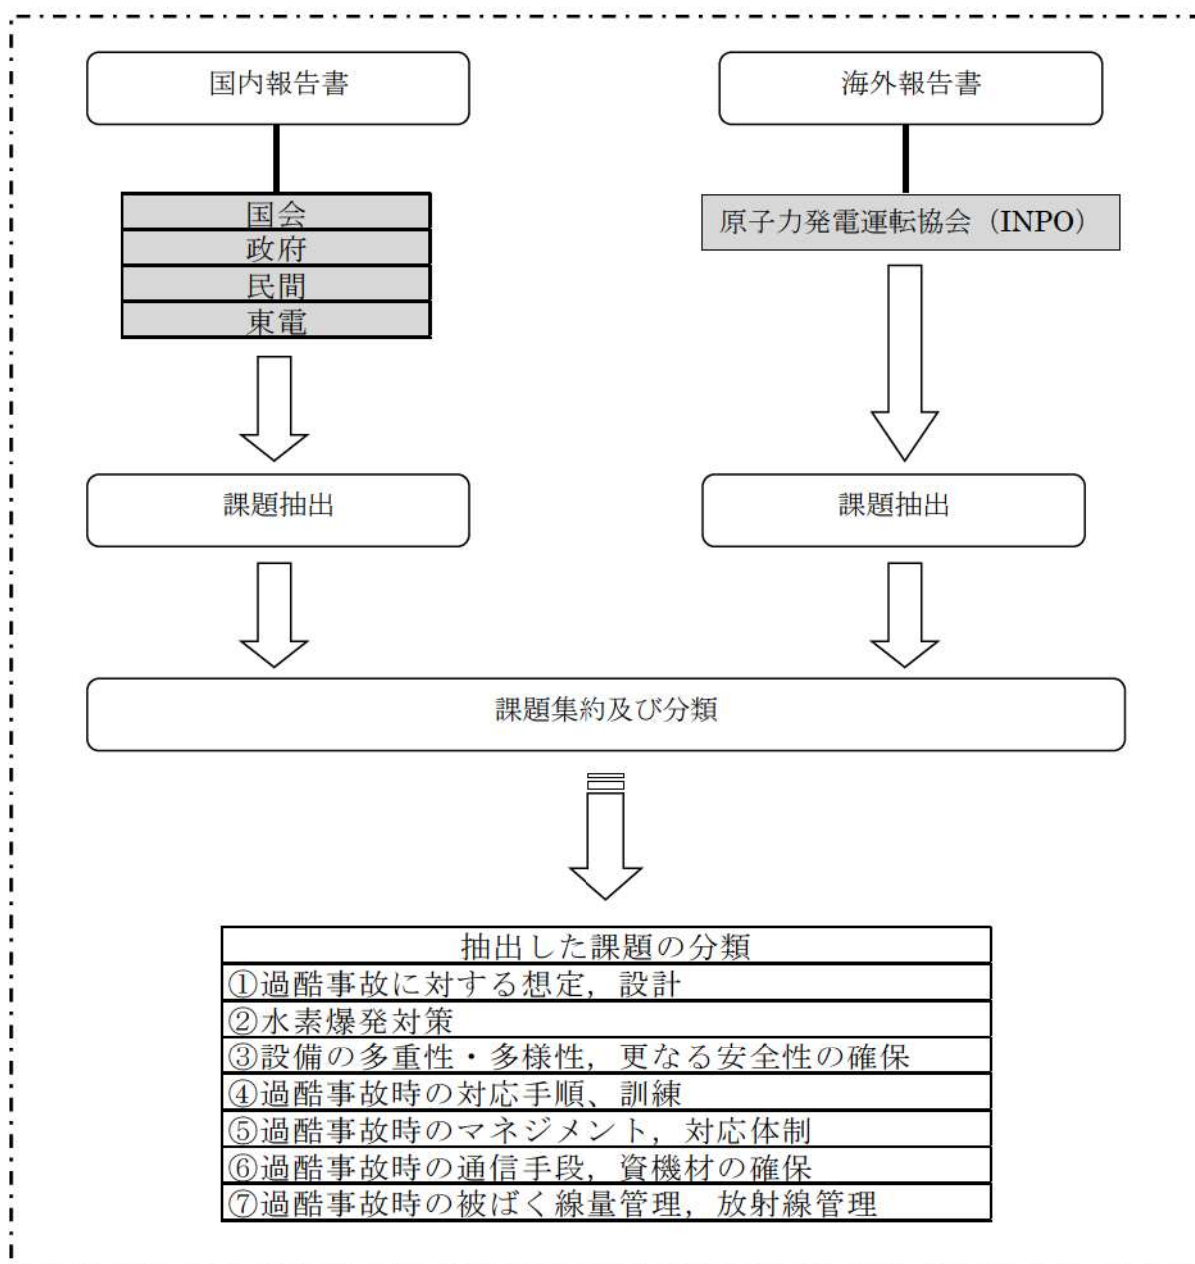 国内報告書
海外報告書
国会
政府
民間
東電
原子力発電運転協会（INPO）
課題抽出
課題抽出
課題集約及び分類
抽出した課題の分類
①過酷事故に対する想定，設計
②水素爆発対策
③設備の多重性・多様性，更なる安全性の確保
④過酷事故時の対応手順、訓練
⑤過酷事故時のマネジメント，対応体制
⑥過酷事故時の通信手段，資機材の確保
⑦過酷事故時の被ばく線量管理，放射線管理